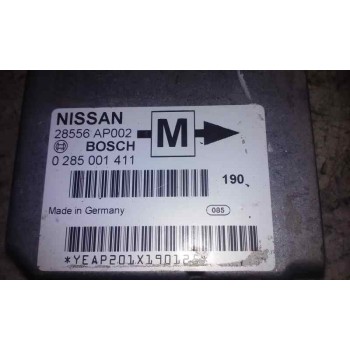 NISSAN
28556 AP002
M
BOSCH
0 285 001 411
190
Made in Germany
085